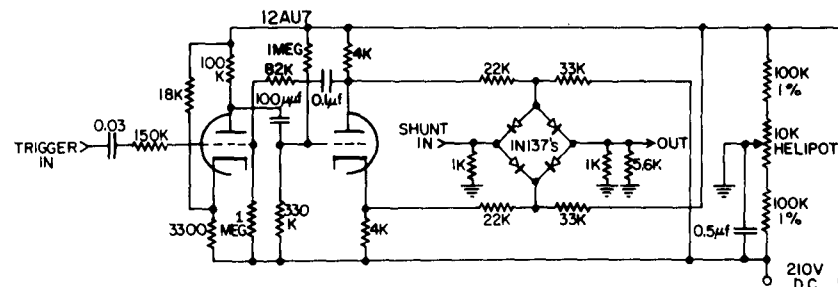 12AU7
100
K
1MEG
4K
82K
0.1µf
100µµf
18K
0.03
150K
TRIGGER
IN
3300
1
MEG
330
K
4K
22K
33K
SHUNT
IN
1K
1N137's
1K
5.6K
OUT
22K
33K
100K
1%
10K
HELIPOT
100K
1%
0.5µf
210V
D.C.